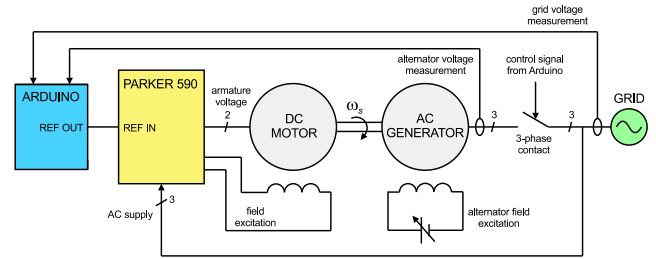 grid voltage
measurement
alternator voltage
measurement
control signal
from Arduino
GRID
ARDUINO
PARKER 590
armature
voltage
DC
MOTOR
ωs
AC
GENERATOR
REF OUT
REF IN
2
3
3
3-phase
contact
field
excitation
alternator field
excitation
AC supply
3